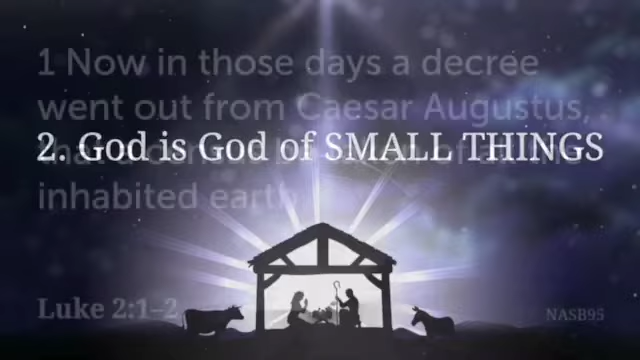 1 Now in those days a decree
went out from Caesar Augustus,
2. God is God of SMALL THINGS
inhabited earth
Luke 2:1-2
NASB95